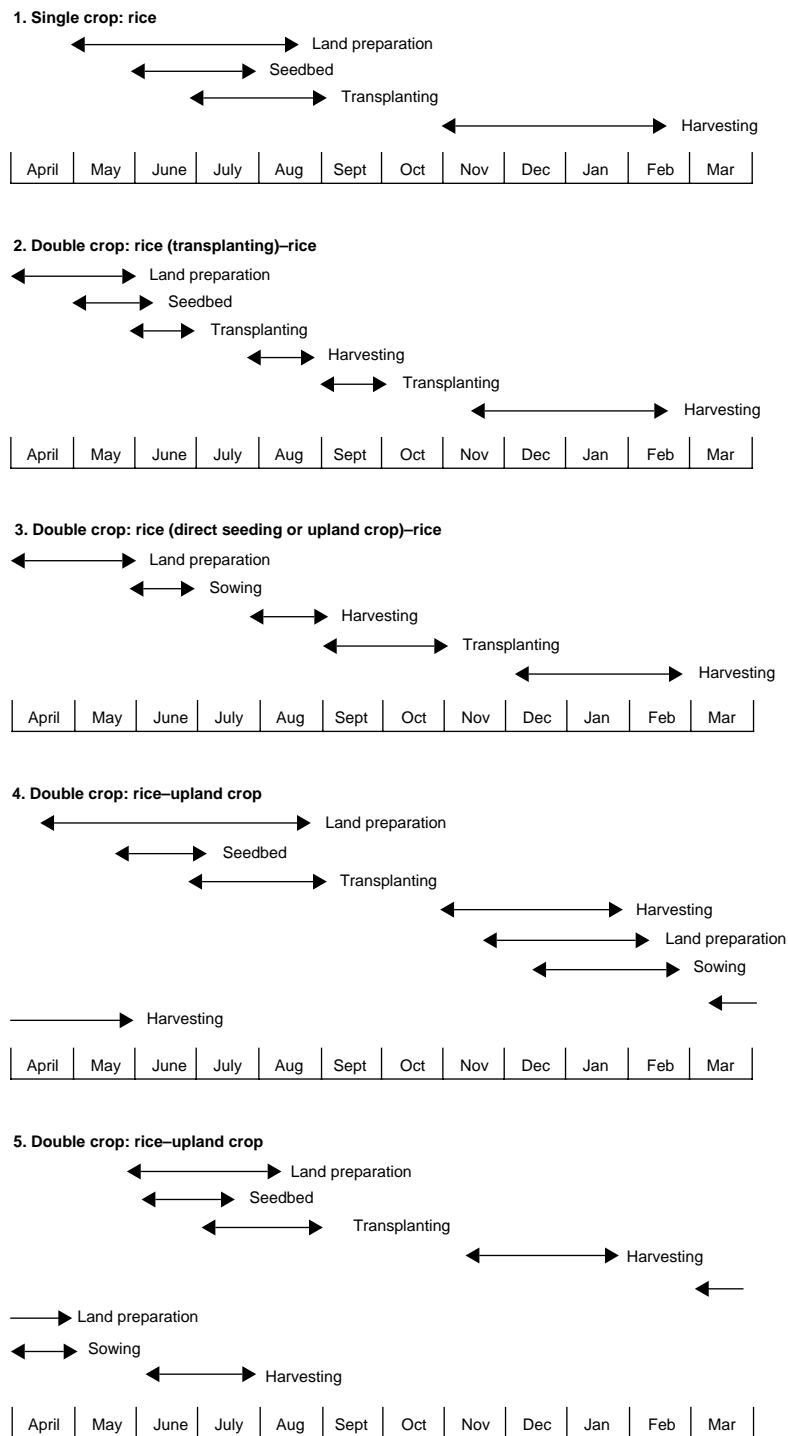 1. Single crop: rice
Land preparation
Seedbed
Transplanting
Harvesting
April May June July Aug Sept Oct Nov Dec Jan Feb Mar
2. Double crop: rice (transplanting)–rice
Land preparation
Seedbed
Transplanting
Harvesting
Transplanting
Harvesting
April May June July Aug Sept Oct Nov Dec Jan Feb Mar
3. Double crop: rice (direct seeding or upland crop)–rice
Land preparation
Sowing
Harvesting
Transplanting
Harvesting
April May June July Aug Sept Oct Nov Dec Jan Feb Mar
4. Double crop: rice–upland crop
Land preparation
Seedbed
Transplanting
Harvesting
Land preparation
Sowing
Harvesting
April May June July Aug Sept Oct Nov Dec Jan Feb Mar
5. Double crop: rice–upland crop
Land preparation
Seedbed
Transplanting
Harvesting
Land preparation
Sowing
Harvesting
April May June July Aug Sept Oct Nov Dec Jan Feb Mar